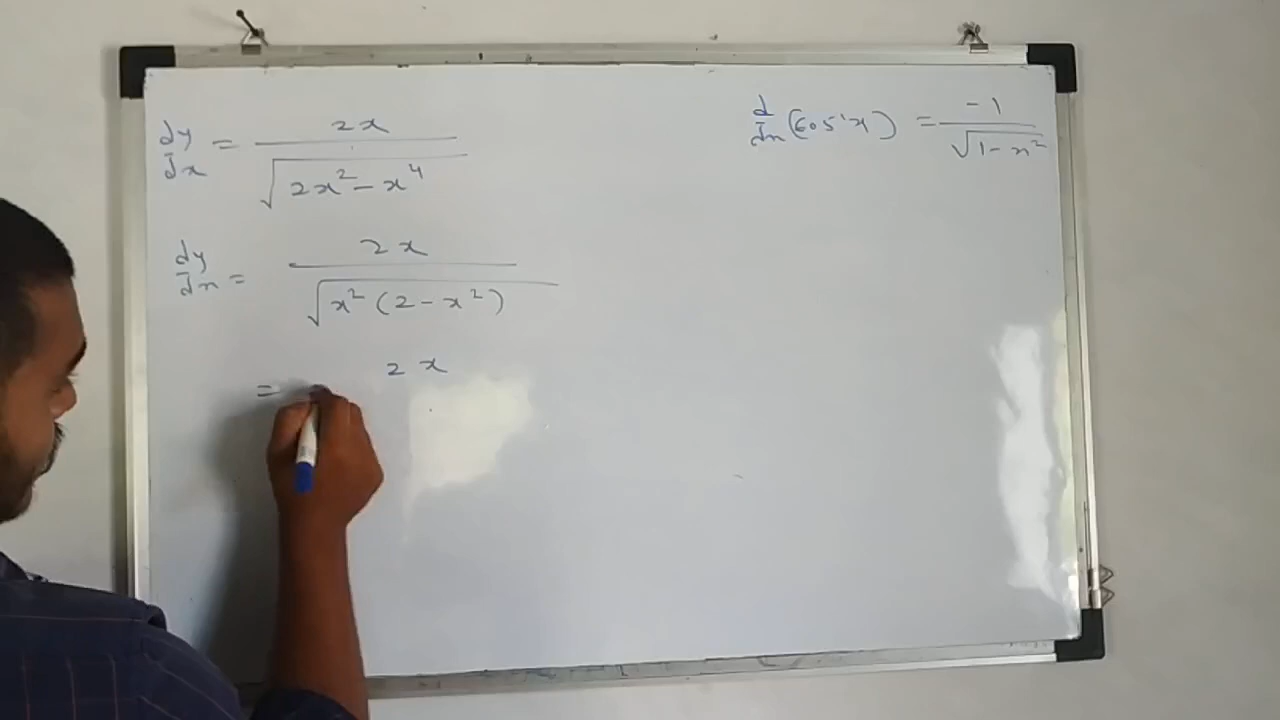 dy/dx = 2x / √(2x² - x⁴)
d/dx (cos⁻¹x) = -1 / √(1 - x²)
dy/dx = 2x / √(x² (2 - x²))
= 2x